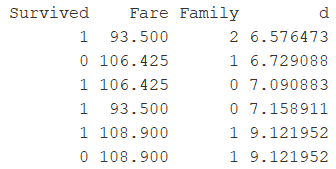 Survived Fare Family d
1 93.500 2 6.576473
0 106.425 1 6.729088
1 106.425 0 7.090883
1 93.500 0 7.158911
1 108.900 1 9.121952
0 108.900 1 9.121952